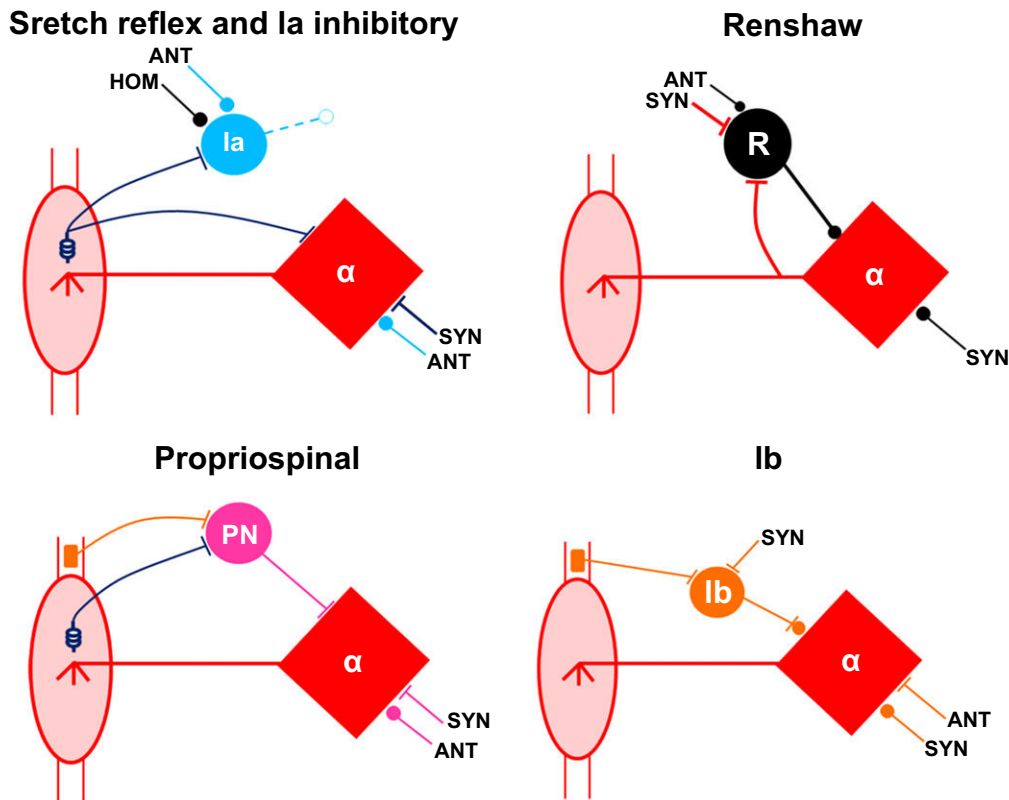 Sretch reflex and Ia inhibitory
ANT
HOM
Ia
α
SYN
ANT
Renshaw
ANT
SYN
R
α
SYN
Propriospinal
PN
α
SYN
ANT
Ib
SYN
Ib
α
ANT
SYN